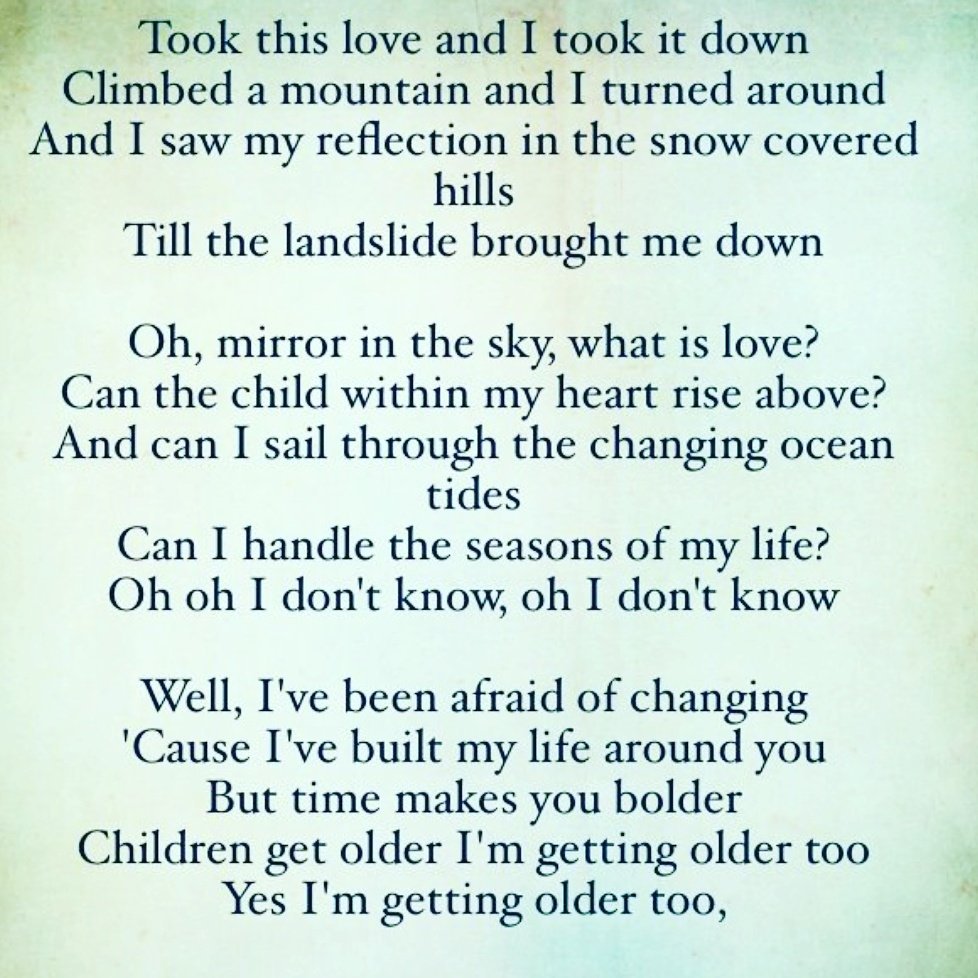 Took this love and I took it down
Climbed a mountain and I turned around
And I saw my reflection in the snow covered
hills
Till the landslide brought me down
Oh, mirror in the sky, what is love?
Can the child within my heart rise above?
And can I sail through the changing ocean
tides
Can I handle the seasons of my life?
Oh oh I don't know, oh I don't know
Well, I've been afraid of changing
'Cause I've built my life around you
But time makes you bolder
Children get older I'm getting older too
Yes I'm getting older too,